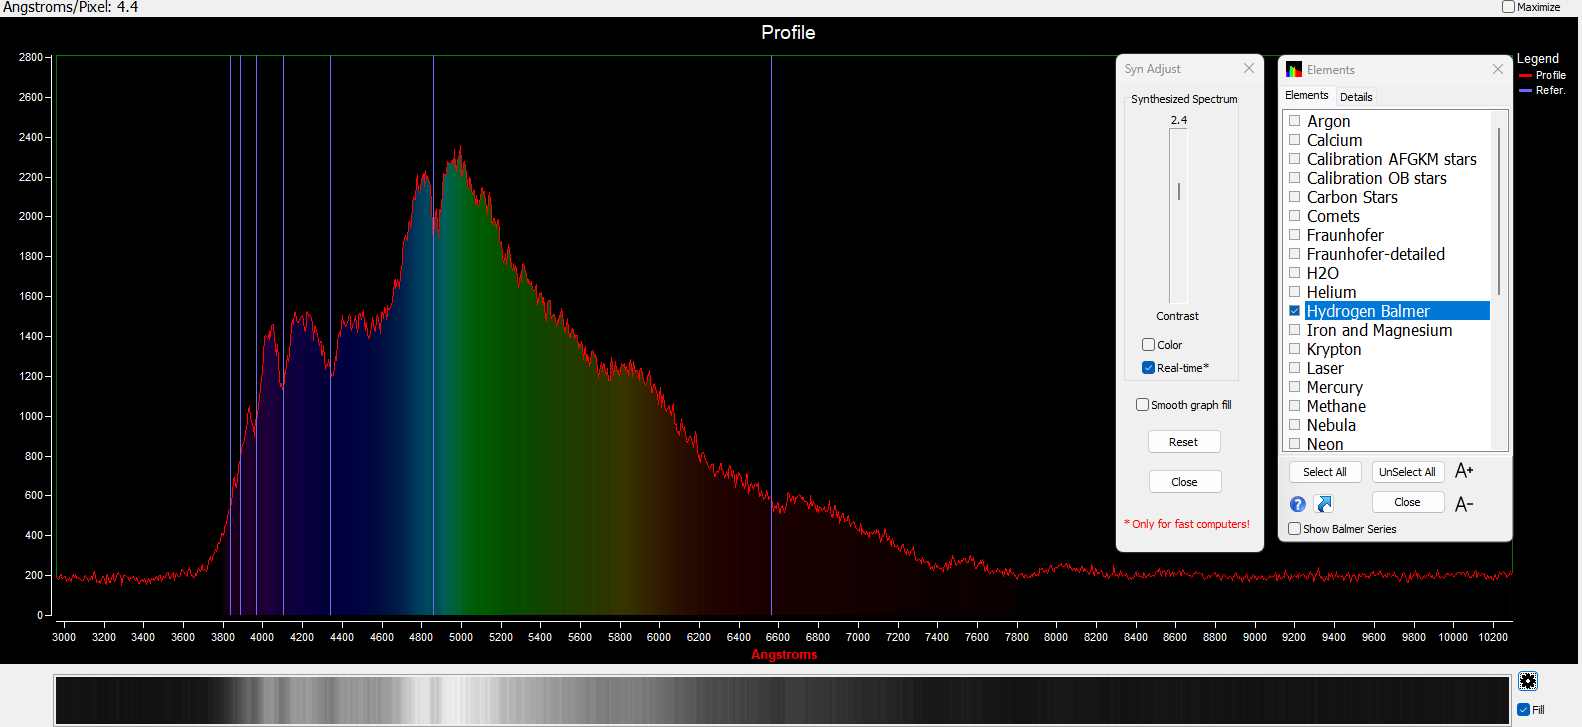 Angstroms/Pixel: 4.4
Maximize
Profile
2800
2600
2400
2200
2000
1800
1600
1400
1200
1000
800
600
400
200
0
3000 3200 3400 3600 3800 4000 4200 4400 4600 4800 5000 5200 5400 5600 5800 6000 6200 6400 6600 6800 7000 7200 7400 7600 7800 8000 8200 8400 8600 8800 9000 9200 9400 9600 9800 10000 10200
Angstroms
Syn Adjust
Synthesized Spectrum
2.4
Contrast
Color
Real-time*
Smooth graph fill
Reset
Close
* Only for fast computers!
Elements
Elements Details
Argon
Calcium
Calibration AFGKM stars
Calibration OB stars
Carbon Stars
Comets
Fraunhofer
Fraunhofer-detailed
H2O
Helium
Hydrogen Balmer
Iron and Magnesium
Krypton
Laser
Mercury
Methane
Nebula
Neon
Select All UnSelect All A+
? Close A-
Show Balmer Series
Legend
Profile
Refer.
Fill